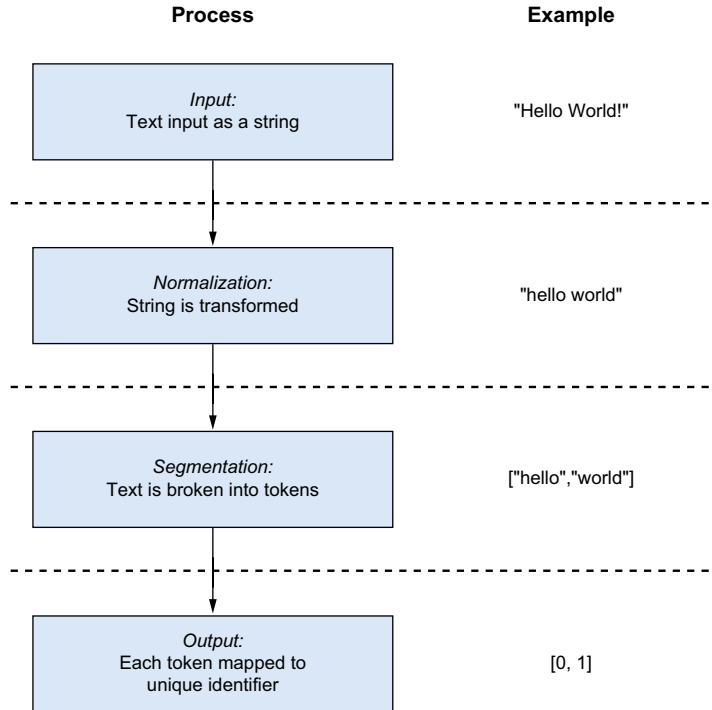 Process
Example
Input:
Text input as a string
"Hello World!"
Normalization:
String is transformed
"hello world"
Segmentation:
Text is broken into tokens
["hello","world"]
Output:
Each token mapped to
unique identifier
[0, 1]